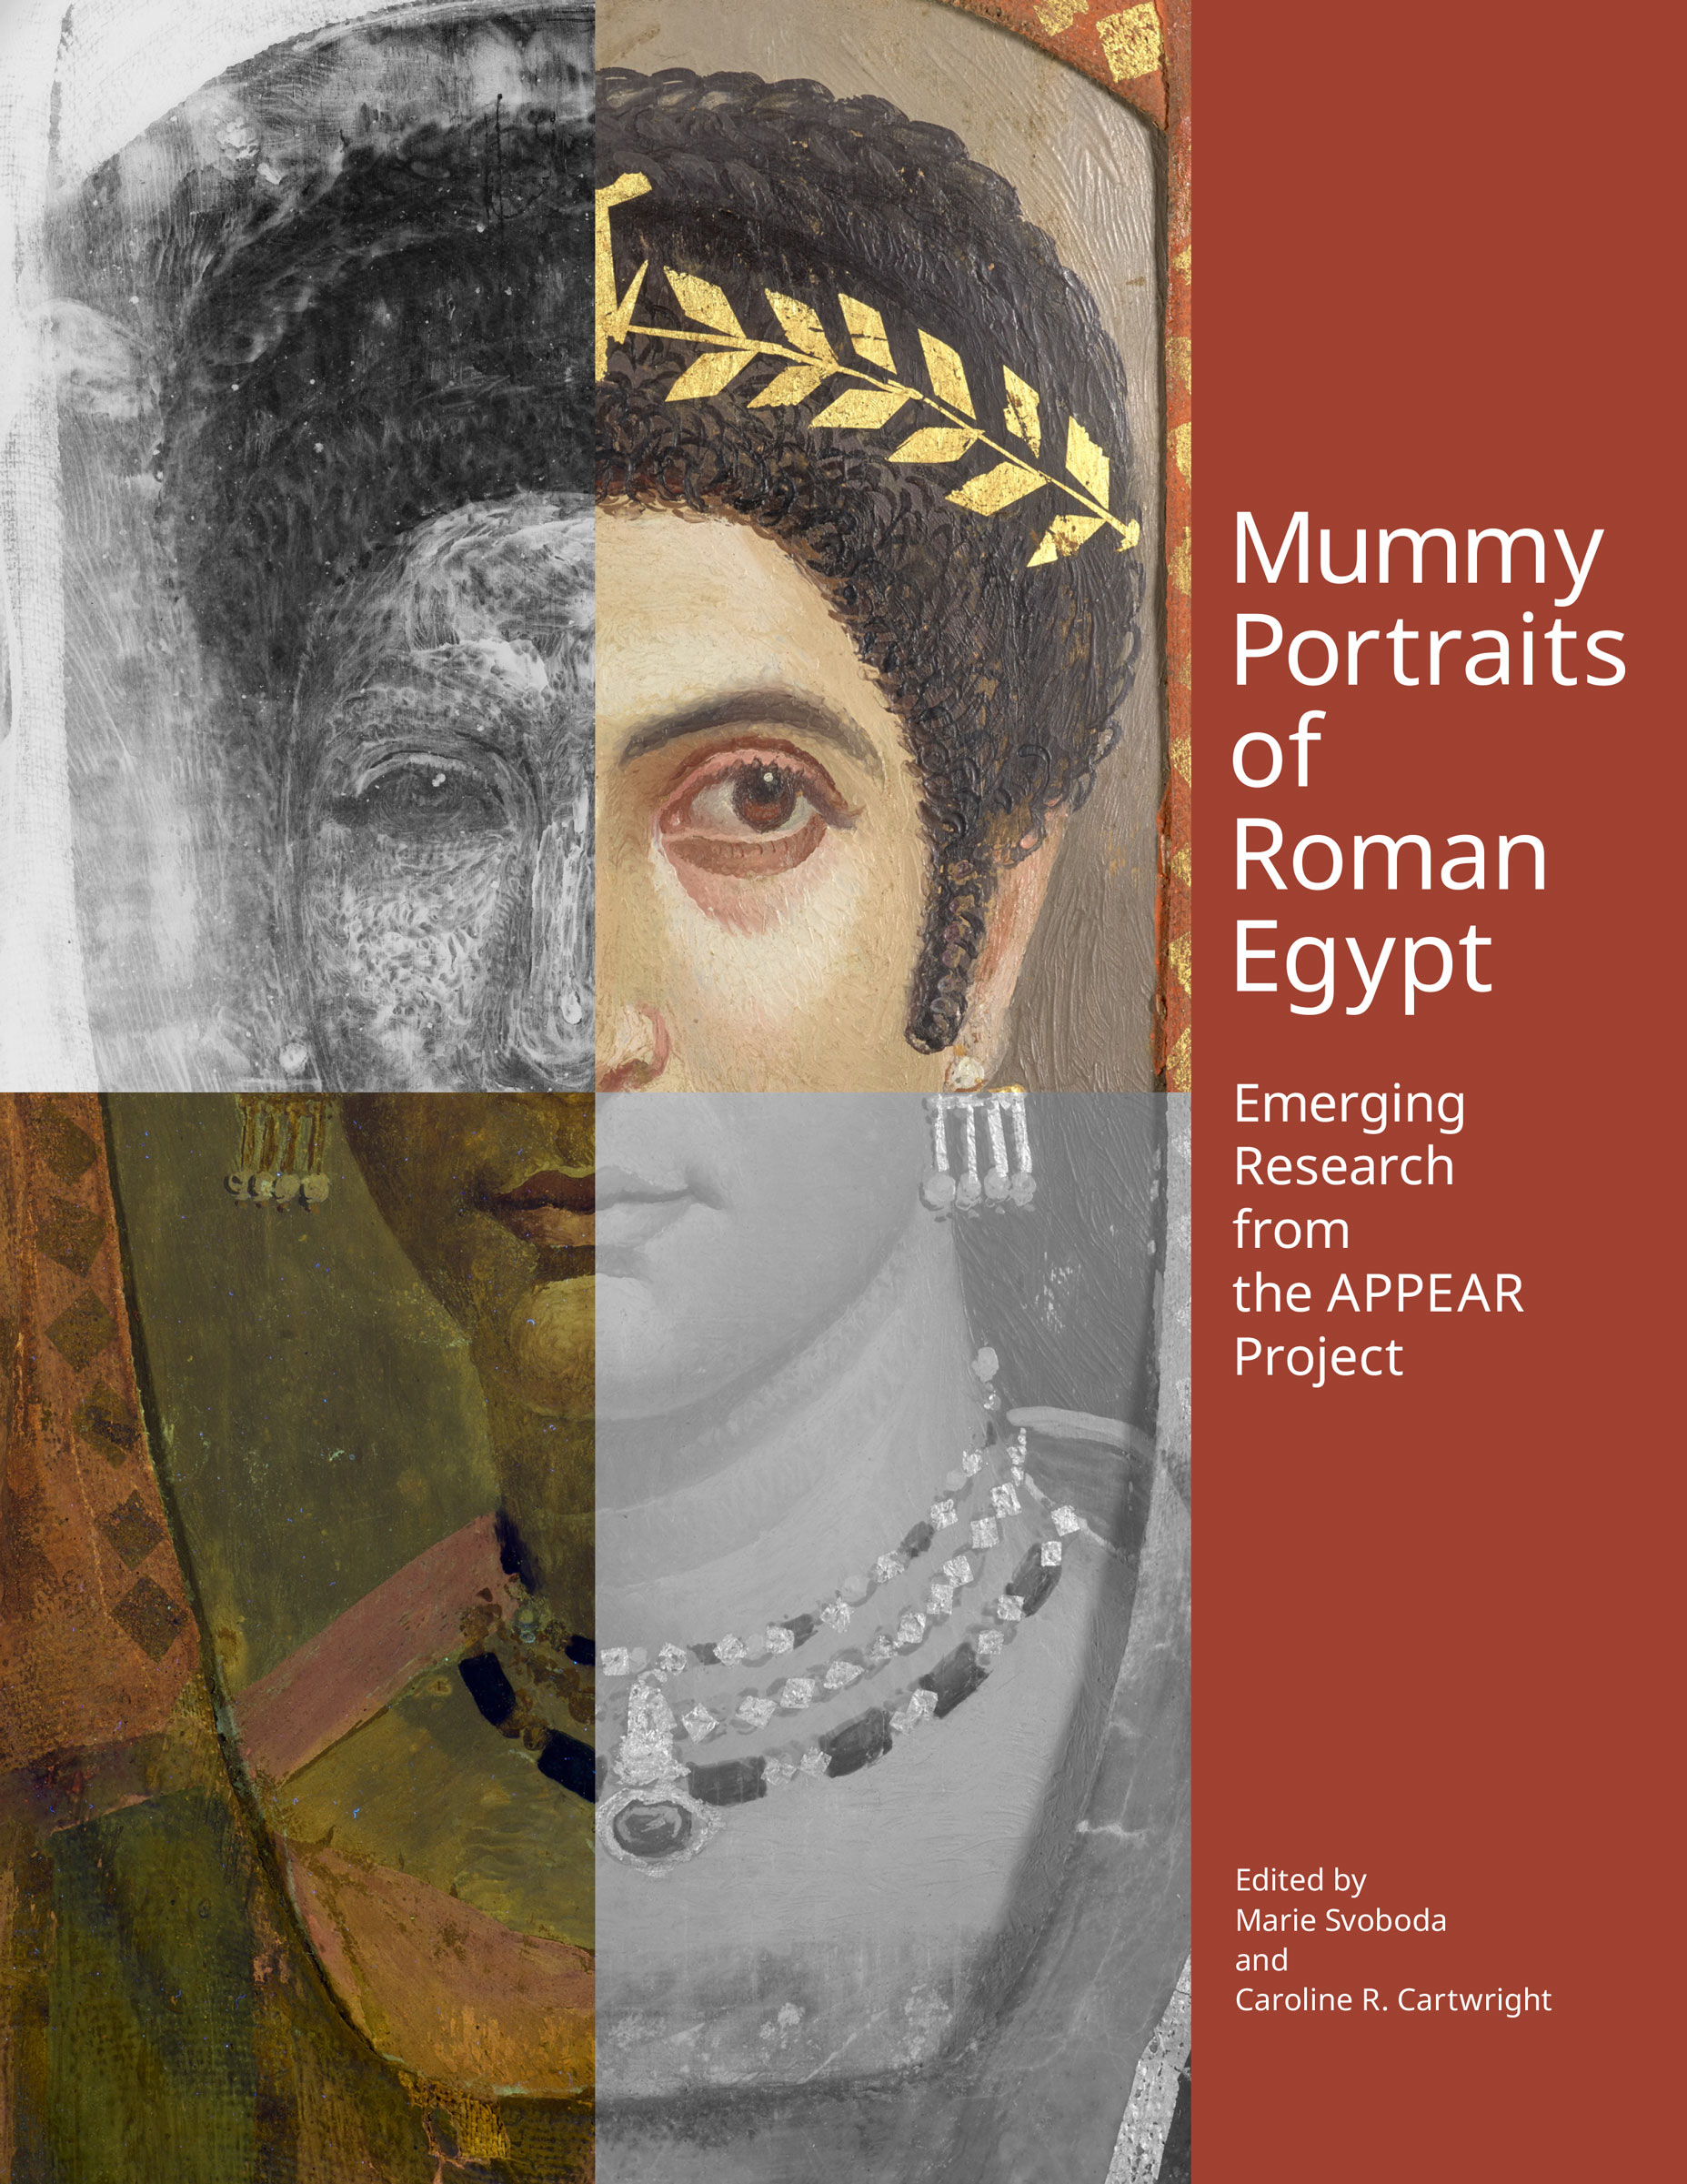 Mummy
Portraits
of
Roman
Egypt
Emerging
Research
from
the APPEAR
Project
Edited by
Marie Svoboda
and
Caroline R. Cartwright